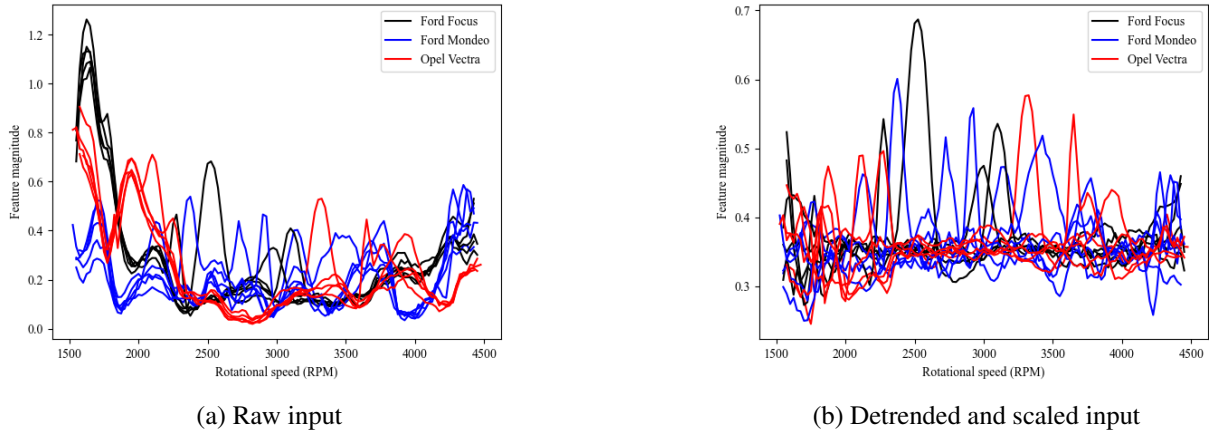 1.2
1.0
0.8
0.6
0.4
0.2
0.0
Feature magnitude
Ford Focus
Ford Mondeo
Opel Vectra
1500 2000 2500 3000 3500 4000 4500
Rotational speed (RPM)
(a) Raw input
0.7
0.6
0.5
0.4
0.3
Feature magnitude
Ford Focus
Ford Mondeo
Opel Vectra
1500 2000 2500 3000 3500 4000 4500
Rotational speed (RPM)
(b) Detrended and scaled input